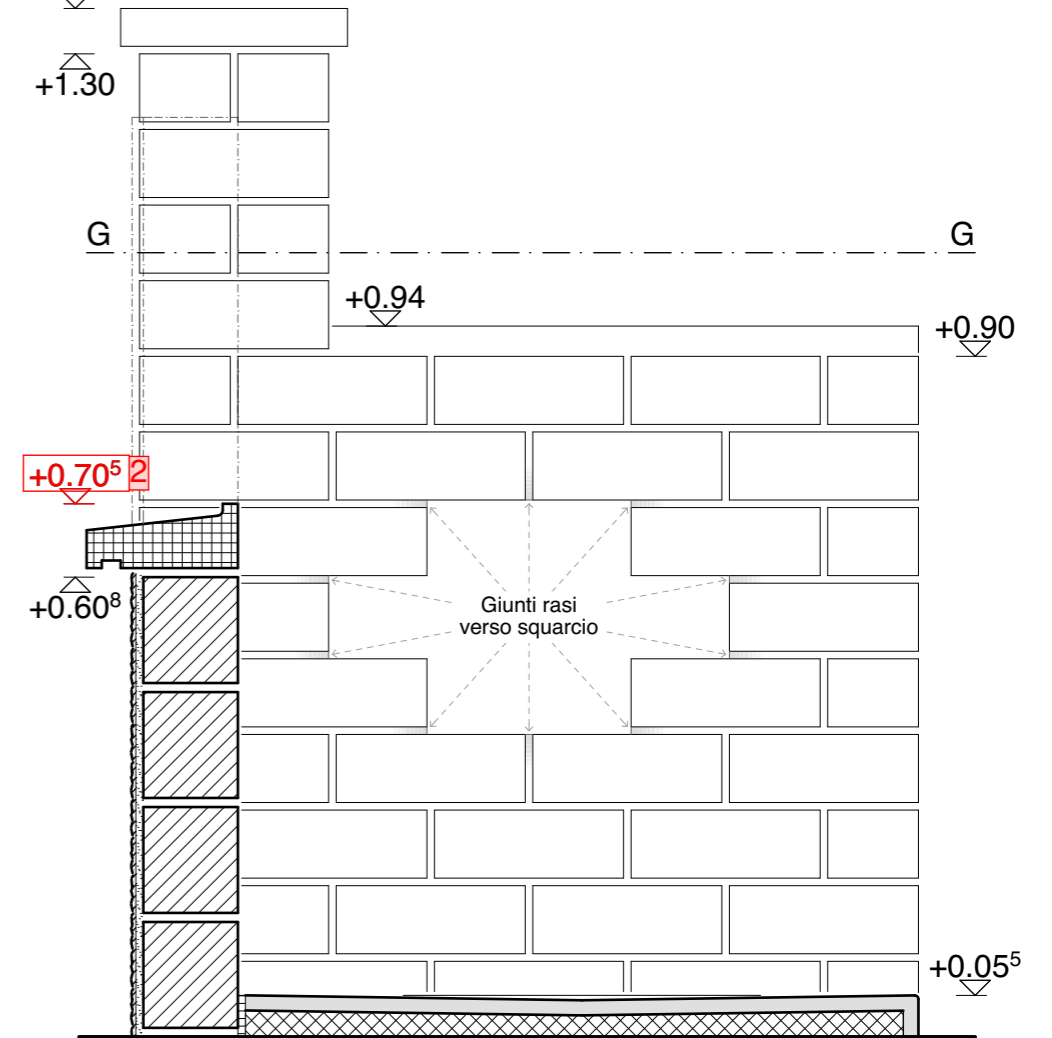 +1.30
G G
+0.94
+0.90
+0.70⁵ 2
+0.60⁸
Giunti rasi
verso squarcio
+0.05⁵